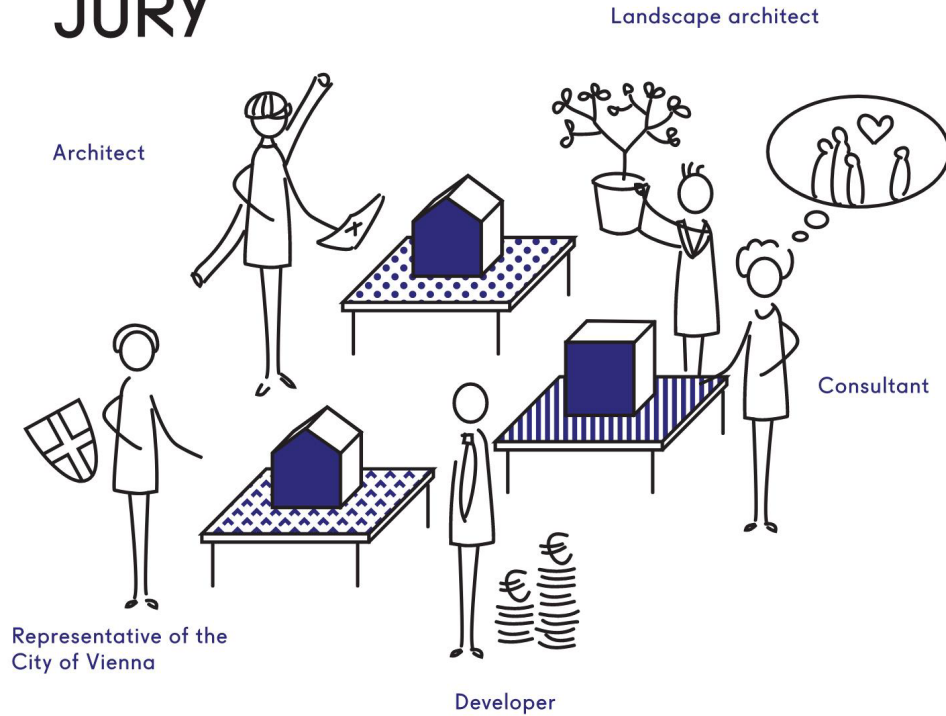 JURY
Landscape architect
Architect
Consultant
€
€
Representative of the
City of Vienna
Developer